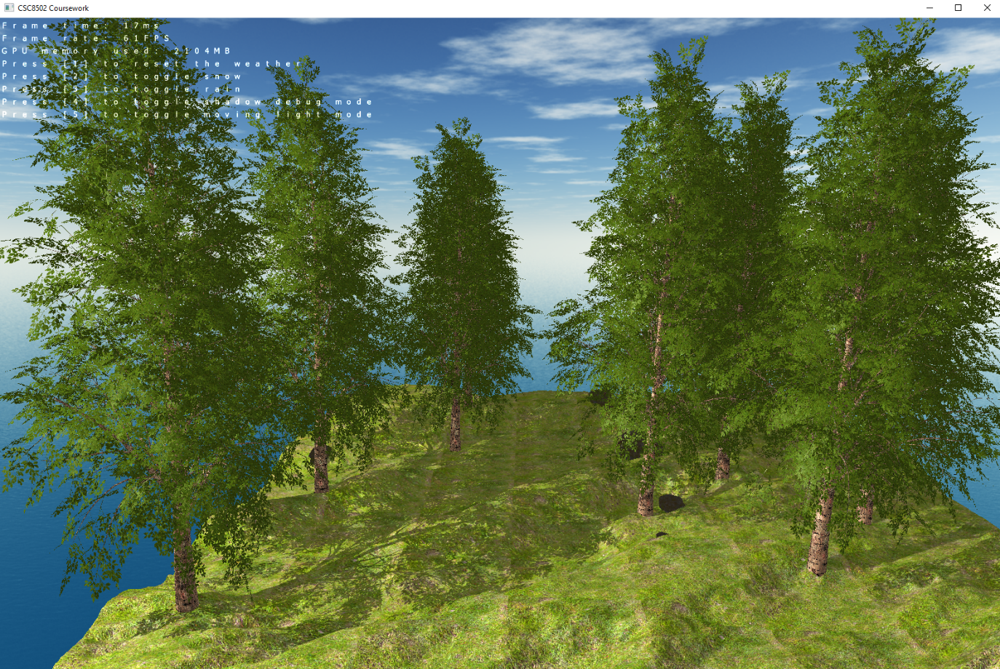 CSC8502 Coursework
Frame time: 17ms
Frame rate: 61FPS
GPU memory used: 2104MB
Press [1] to reset the weather
Press [2] to toggle snow
Press [3] to toggle rain
Press [4] to toggle shadow debug mode
Press [5] to toggle moving light mode